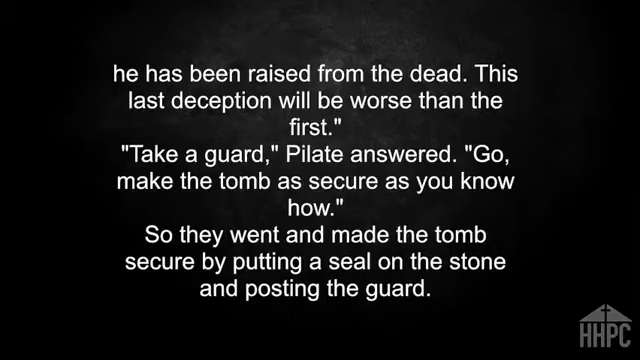 he has been raised from the dead. This
last deception will be worse than the
first."
"Take a guard," Pilate answered. "Go,
make the tomb as secure as you know
how."
So they went and made the tomb
secure by putting a seal on the stone
and posting the guard.
HHPC